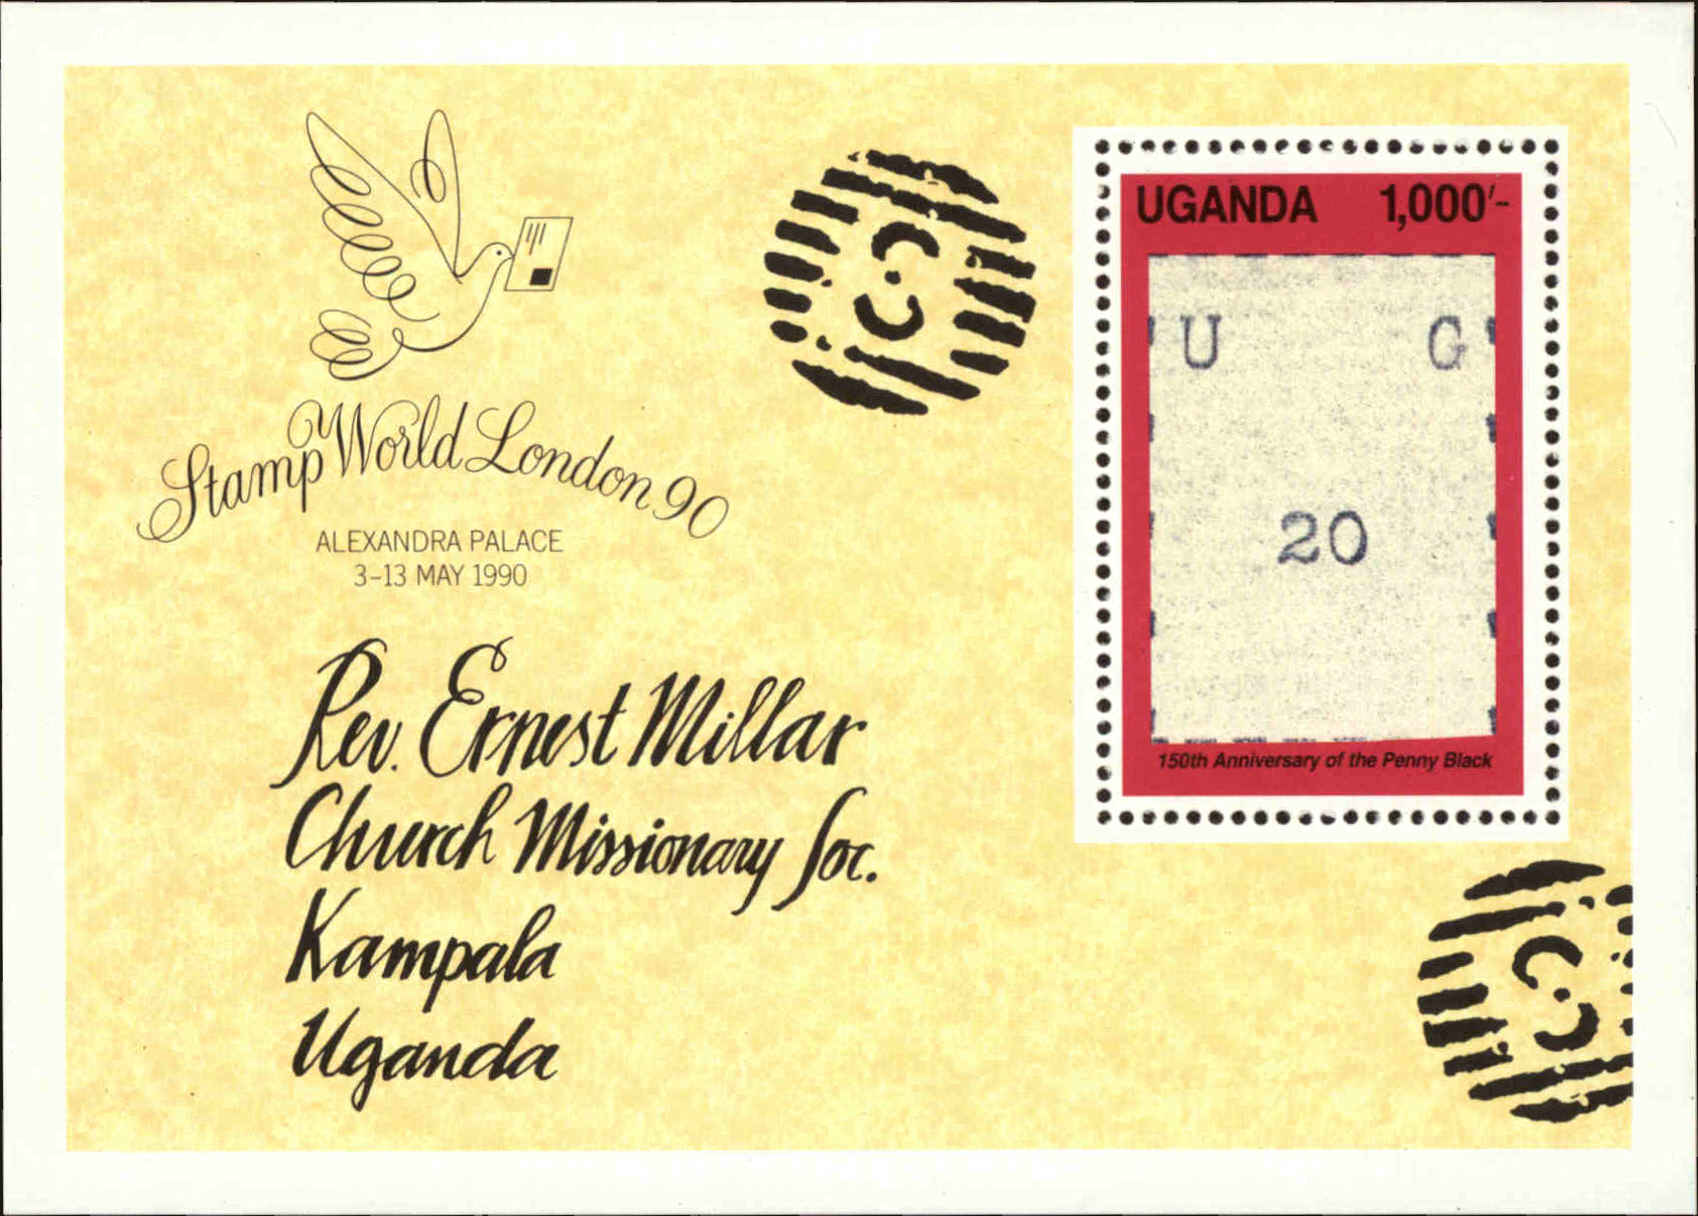 Stamp World London 90
ALEXANDRA PALACE
3-13 MAY 1990
UGANDA 1,000/-
U G
20
150th Anniversary of the Penny Black
Rev. Ernest Millar
Church Missionary Soc.
Kampala
Uganda